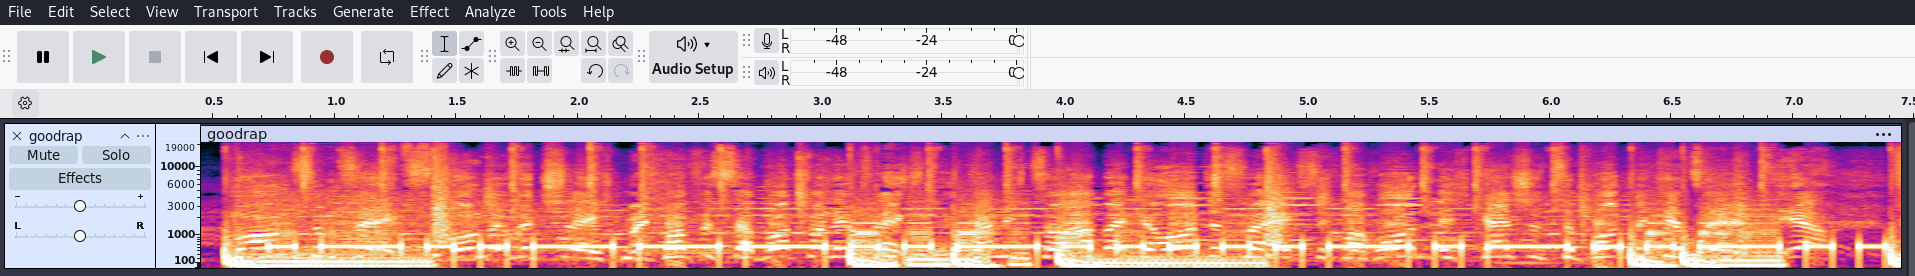 File Edit Select View Transport Tracks Generate Effect Analyze Tools Help
L R -48 -24 0
Audio Setup
L R -48 -24 0
0.5 1.0 1.5 2.0 2.5 3.0 3.5 4.0 4.5 5.0 5.5 6.0 6.5 7.0 7.5
goodrap
Mute Solo
Effects
- +
L R
19000
10000
6000
3000
1000
100
goodrap